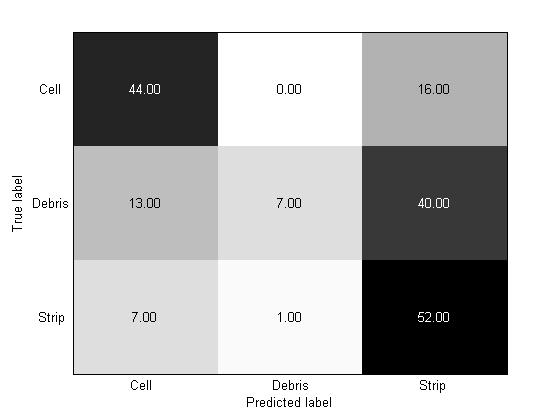 Cell 44.00 0.00 16.00
True label
Debris 13.00 7.00 40.00
Strip 7.00 1.00 52.00
Cell Debris Strip
Predicted label